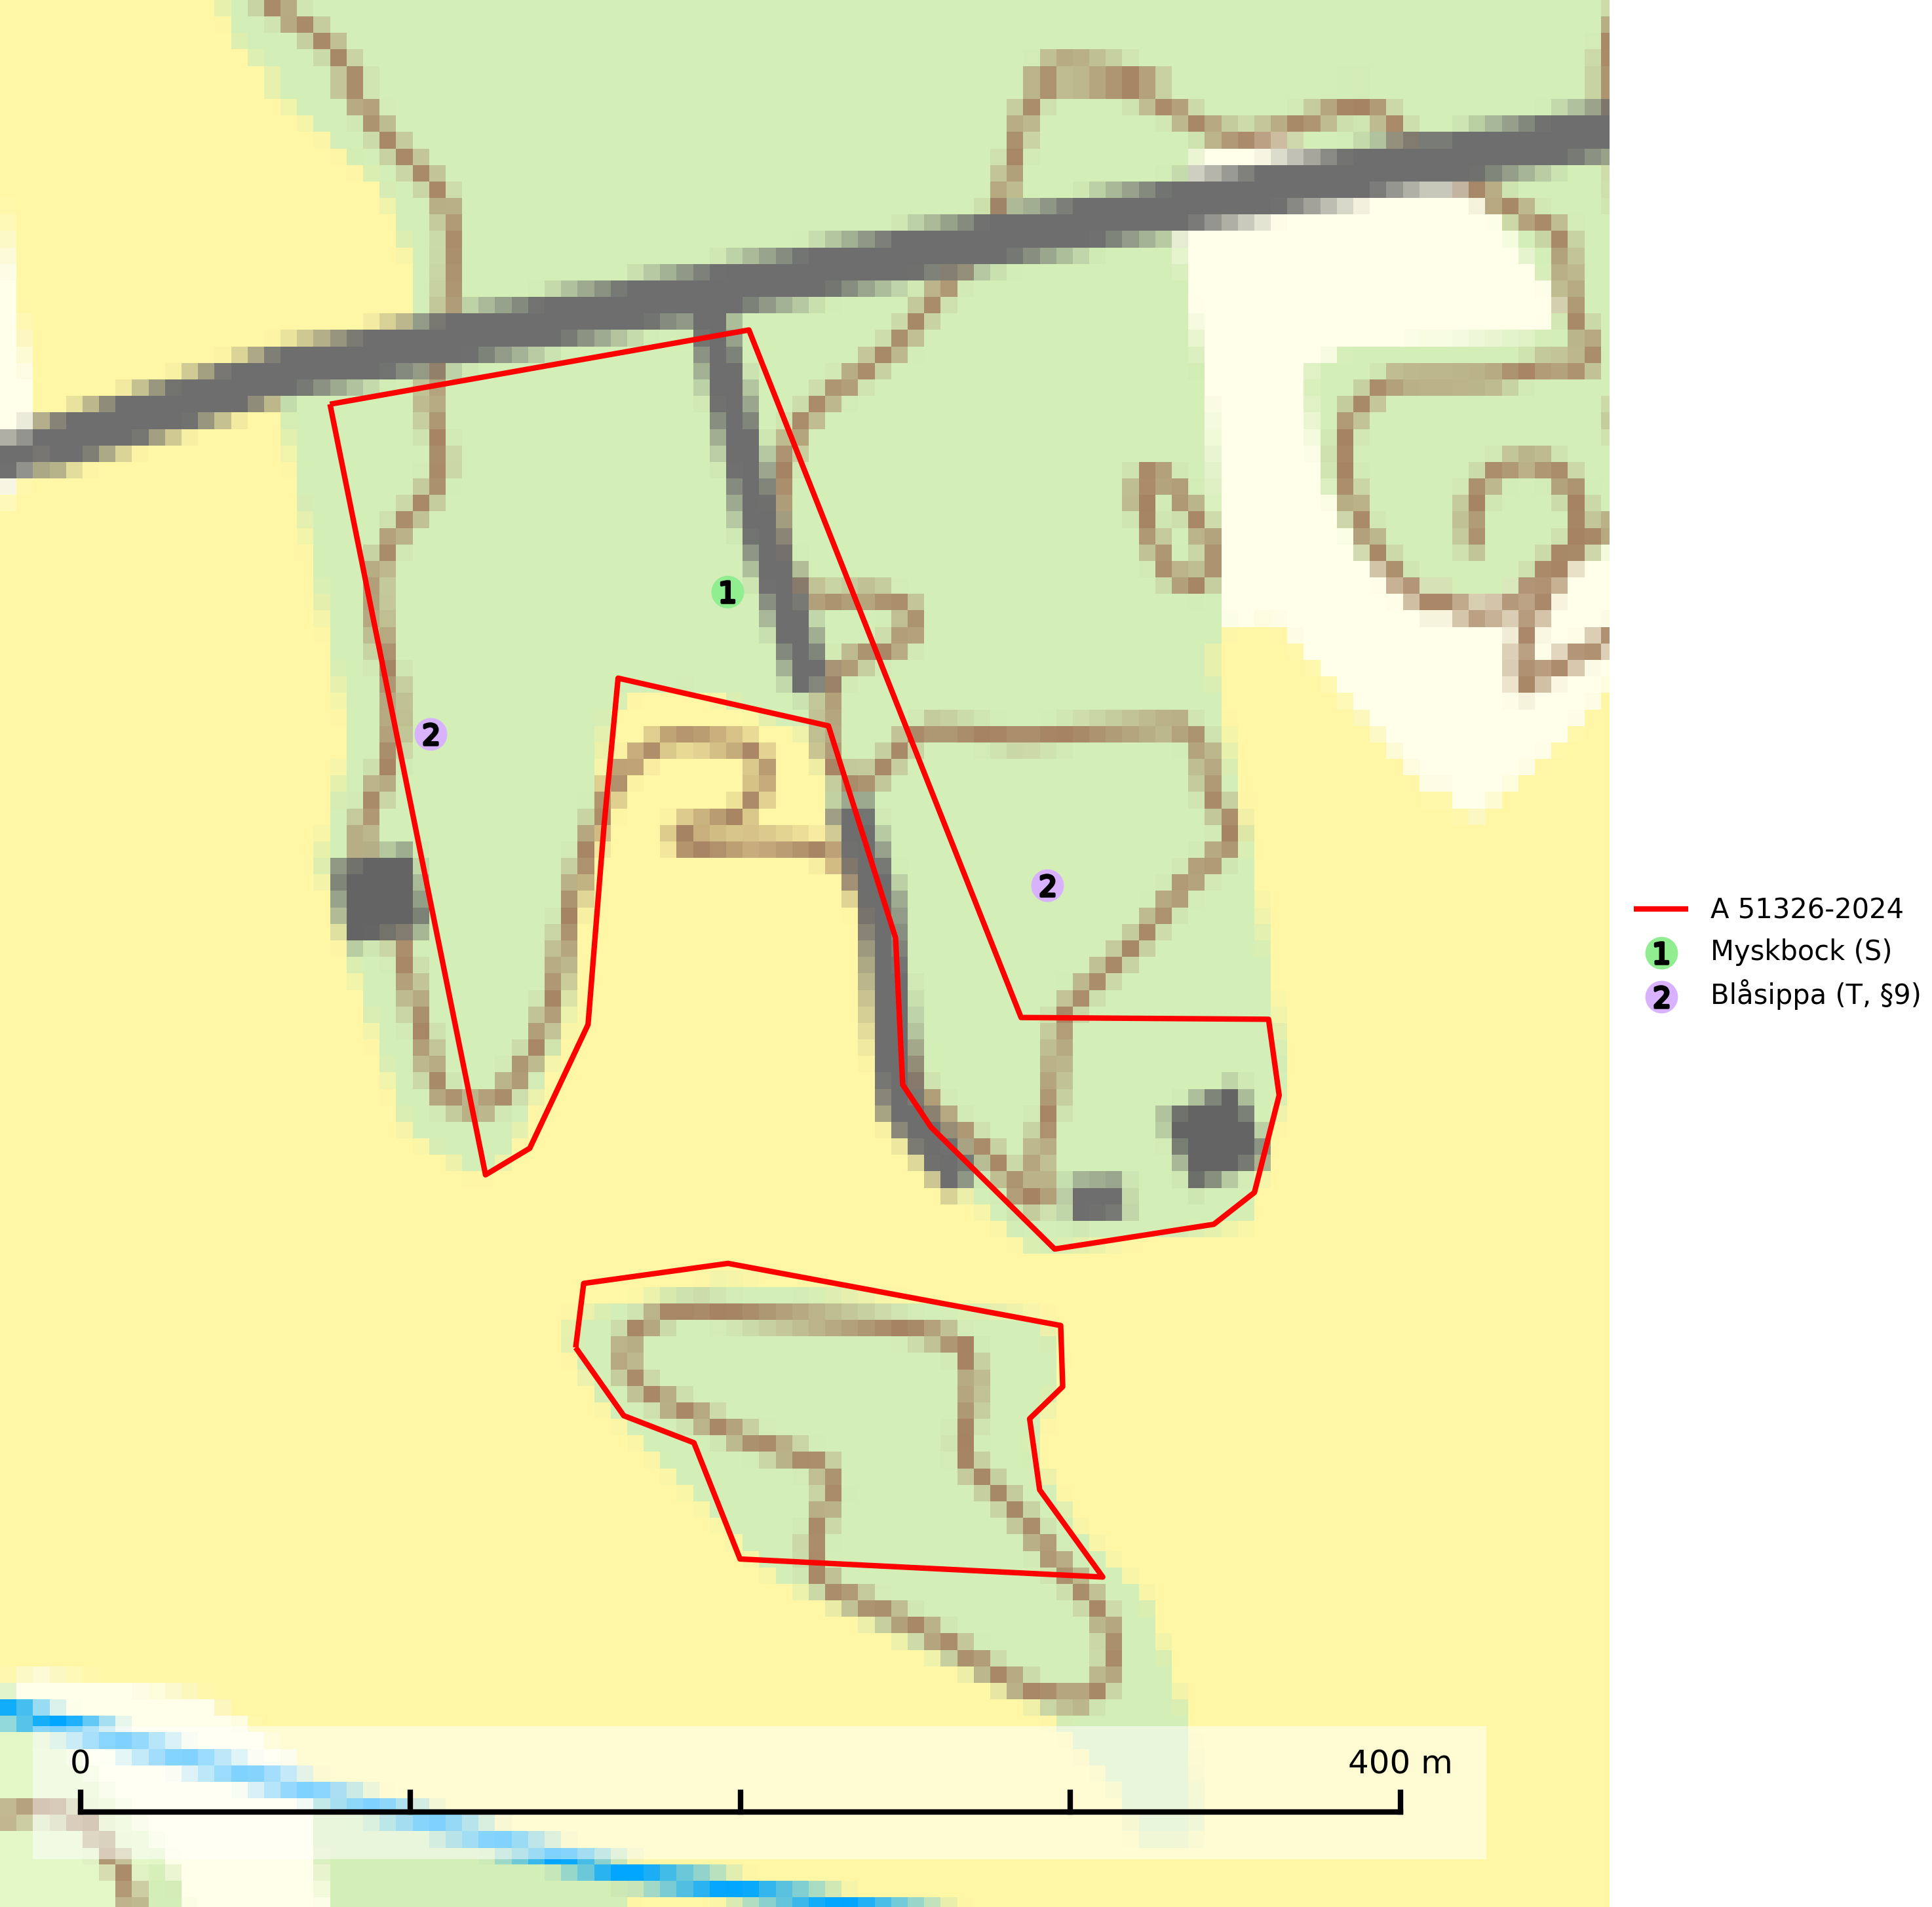 1
2
2
A 51326-2024
1 Myskbock (S)
2 Blåsippa (T, §9)
0 400 m